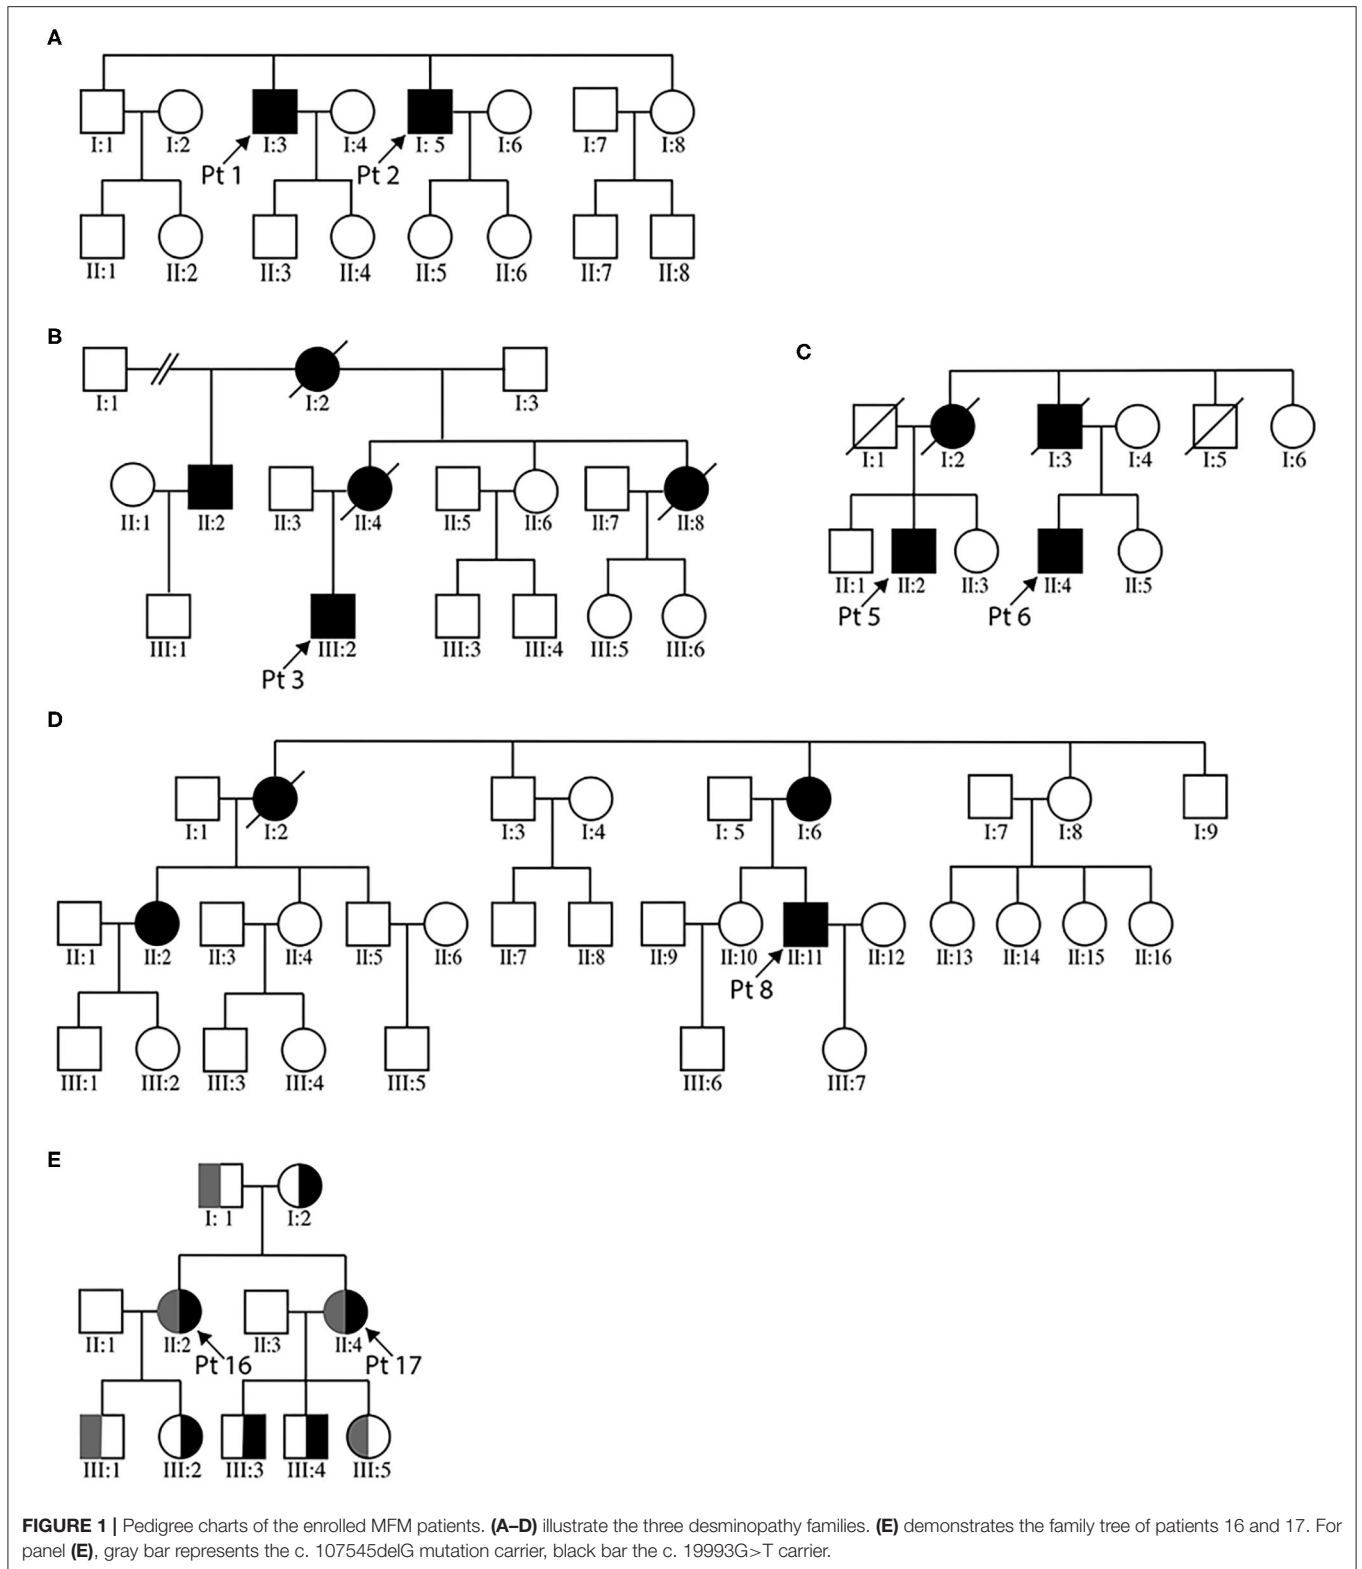 A
I:1 I:2 I:3 I:4 I: 5 I:6 I:7 I:8
Pt 1 Pt 2
II:1 II:2 II:3 II:4 II:5 II:6 II:7 II:8
B
I:1 I:2 I:3
II:1 II:2 II:3 II:4 II:5 II:6 II:7 II:8
III:1 III:2 III:3 III:4 III:5 III:6
Pt 3
C
I:1 I:2 I:3 I:4 I:5 I:6
II:1 II:2 II:3 II:4 II:5
Pt 5 Pt 6
D
I:1 I:2 I:3 I:4 I: 5 I:6 I:7 I:8 I:9
II:1 II:2 II:3 II:4 II:5 II:6 II:7 II:8 II:9 II:10 II:11 II:12 II:13 II:14 II:15 II:16
Pt 8
III:1 III:2 III:3 III:4 III:5 III:6 III:7
E
I: 1 I:2
II:1 II:2 II:3 II:4
Pt 16 Pt 17
III:1 III:2 III:3 III:4 III:5
FIGURE 1 | Pedigree charts of the enrolled MFM patients. (A–D) illustrate the three desminopathy families. (E) demonstrates the family tree of patients 16 and 17. For
panel (E), gray bar represents the c. 107545delG mutation carrier, black bar the c. 19993G>T carrier.